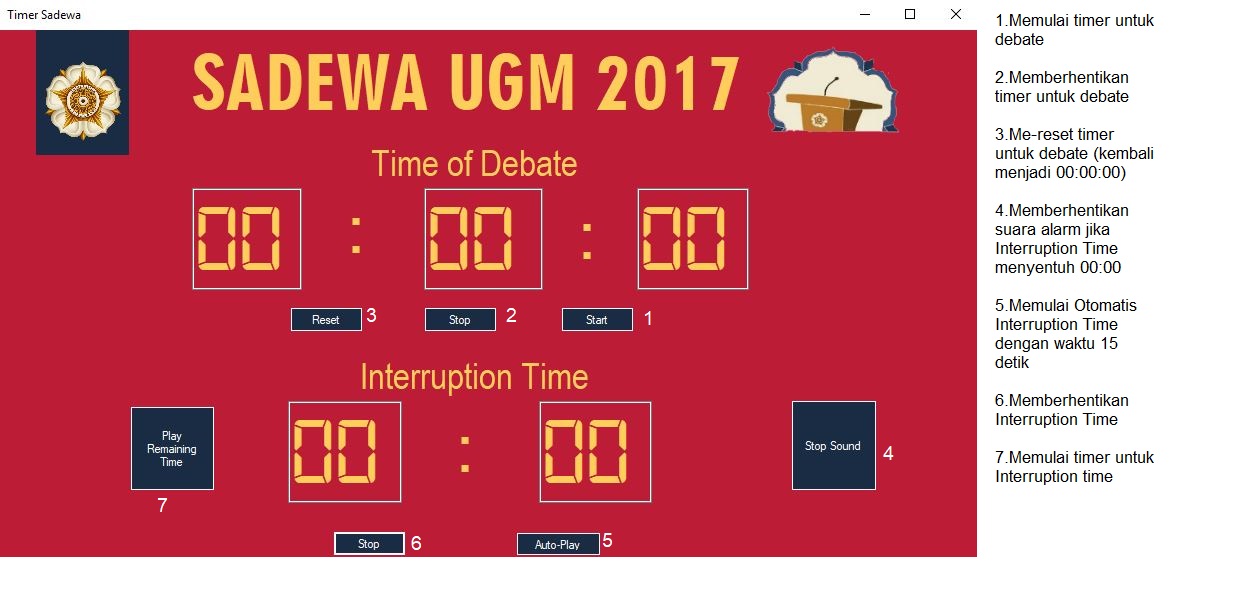 Timer Sadewa
SADEWA UGM 2017
Time of Debate
00 : 00 : 00
Reset 3 Stop 2 Start 1
Interruption Time
Play
Remaining
Time
7
00 : 00
Stop Sound 4
Stop 6 Auto-Play 5
1.Memulai timer untuk
debate
2.Memberhentikan
timer untuk debate
3.Me-reset timer
untuk debate (kembali
menjadi 00:00:00)
4.Memberhentikan
suara alarm jika
Interruption Time
menyentuh 00:00
5.Memulai Otomatis
Interruption Time
dengan waktu 15
detik
6.Memberhentikan
Interruption Time
7.Memulai timer untuk
Interruption time